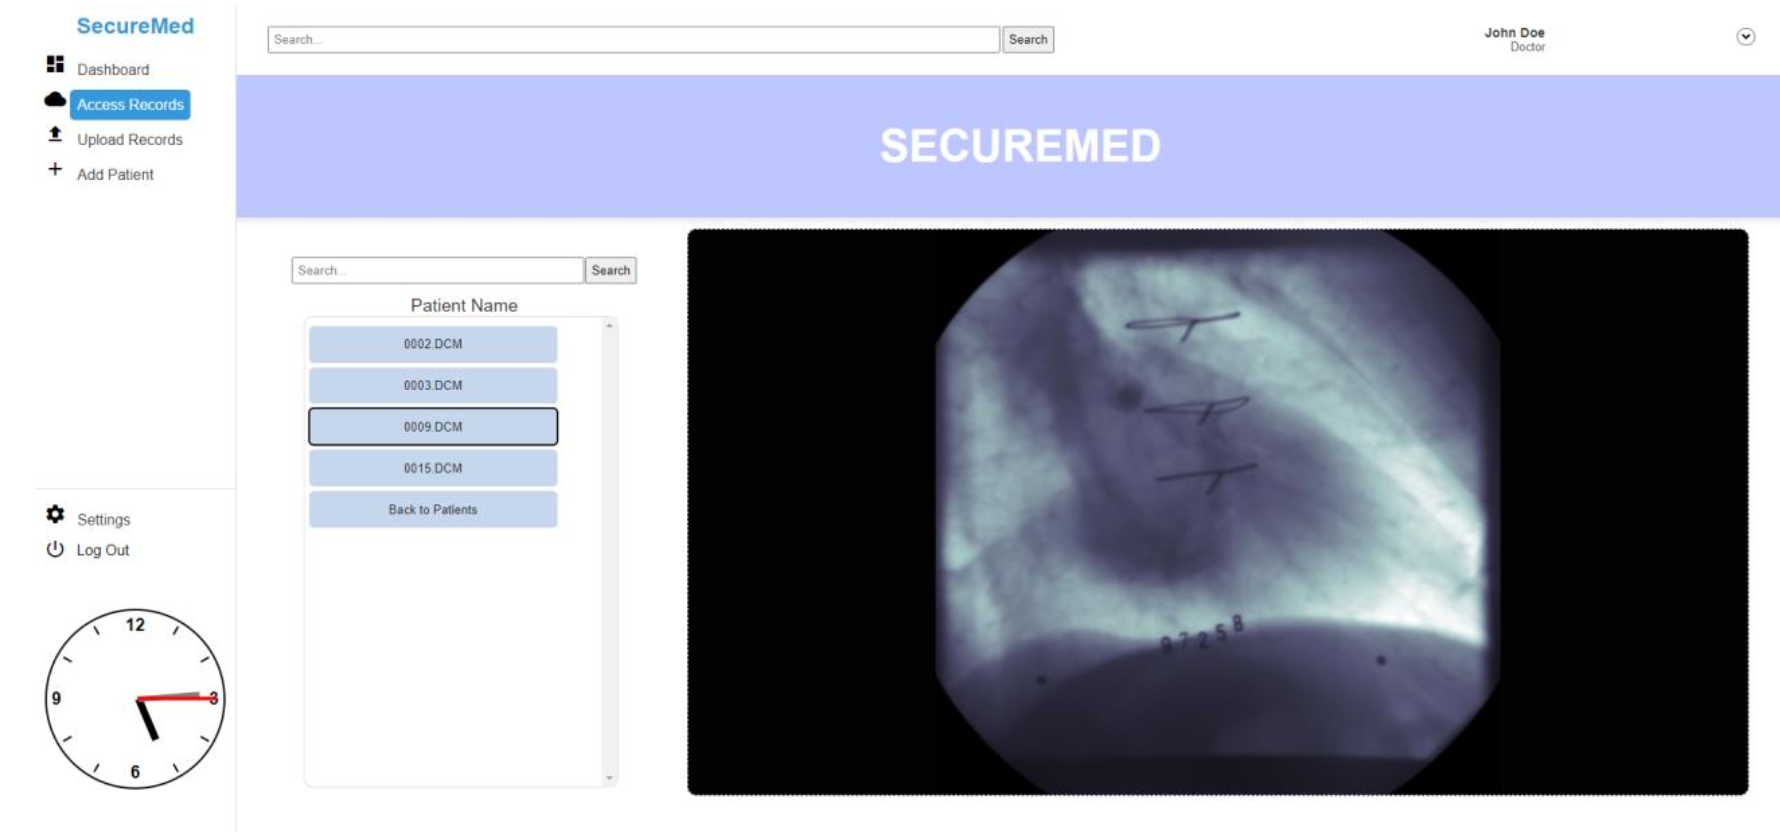 SecureMed
Dashboard
Access Records
Upload Records
Add Patient
Settings
Log Out
12
3
6
9
Search...
Search
John Doe
Doctor
SECUREMED
Search...
Search
Patient Name
0002.DCM
0003.DCM
0009.DCM
0015.DCM
Back to Patients
97258